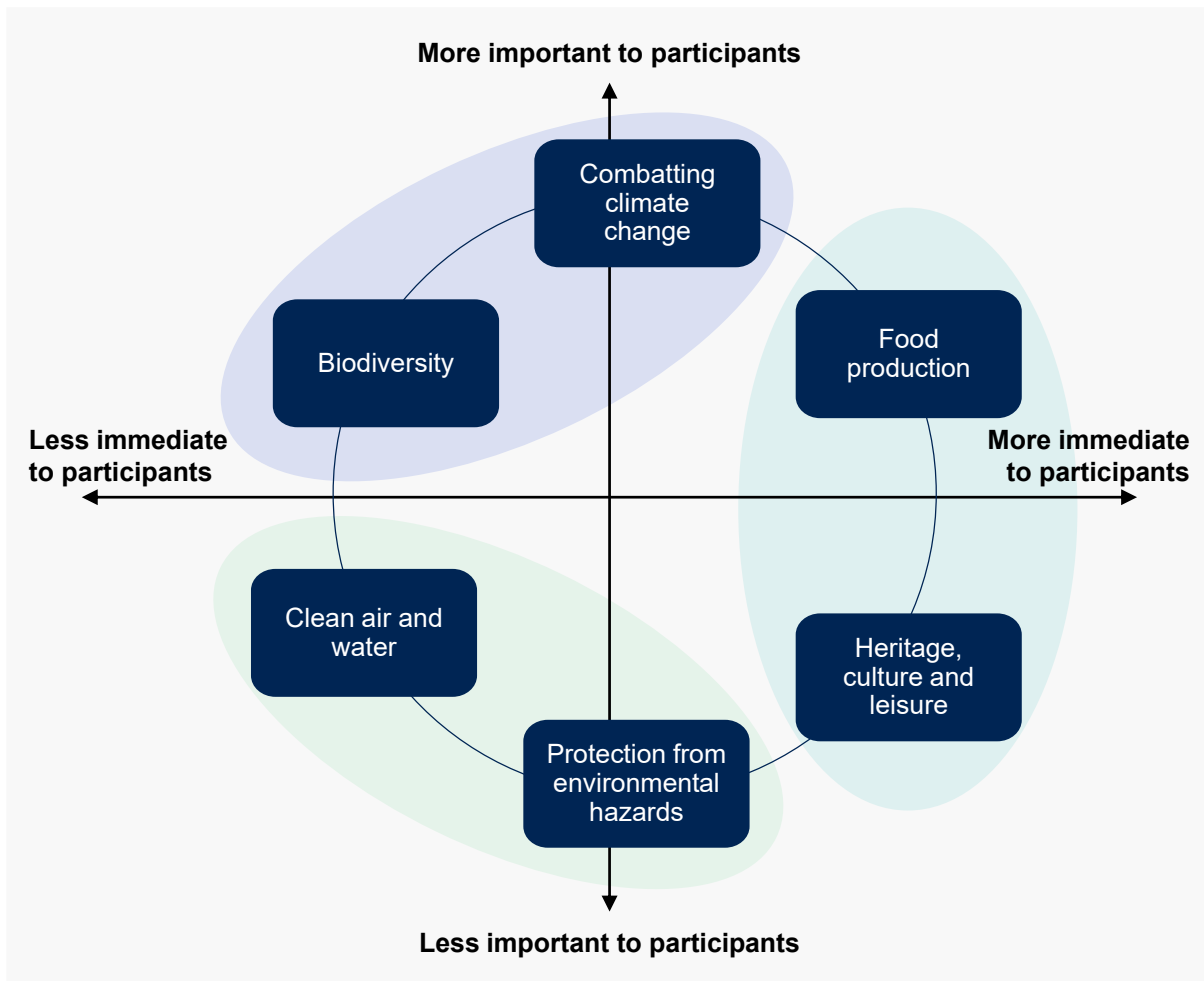 More important to participants
Combatting
climate
change
Biodiversity
Food
production
Less immediate
to participants
More immediate
to participants
Clean air and
water
Heritage,
culture and
leisure
Protection from
environmental
hazards
Less important to participants